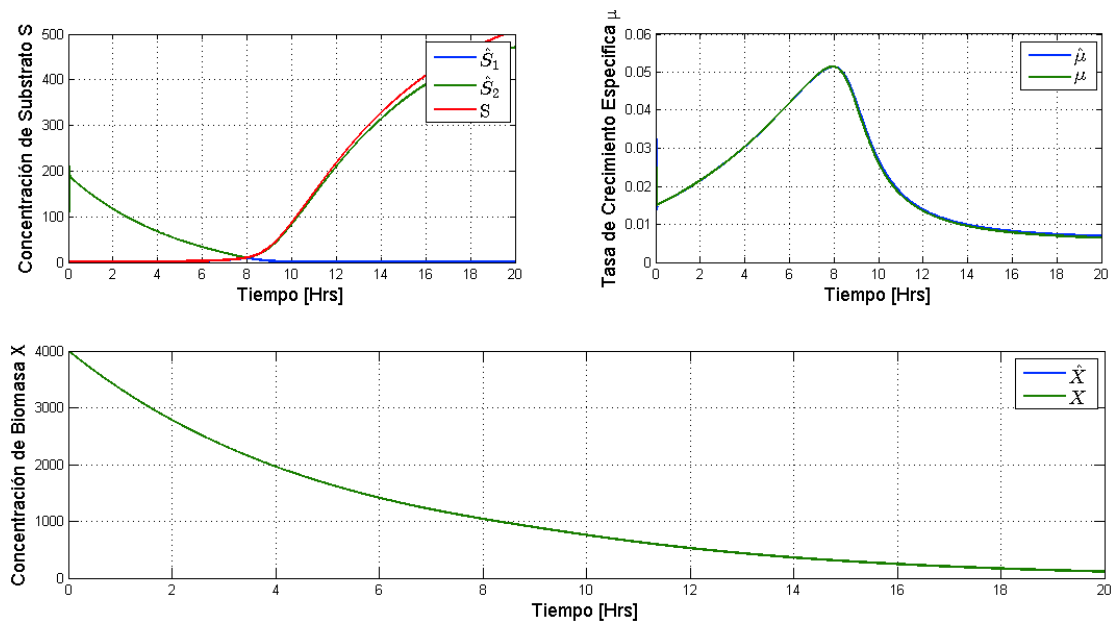 Concentración de Substrato S
500
400
300
200
100
0
0 2 4 6 8 10 12 14 16 18 20
Tiempo [Hrs]
Ŝ₁
Ŝ₂
S
Tasa de Crecimiento Especifica μ
0.06
0.05
0.04
0.03
0.02
0.01
0
0 2 4 6 8 10 12 14 16 18 20
Tiempo [Hrs]
μ̂
μ
Concentración de Biomasa X
4000
3000
2000
1000
0
0 2 4 6 8 10 12 14 16 18 20
Tiempo [Hrs]
X̂
X